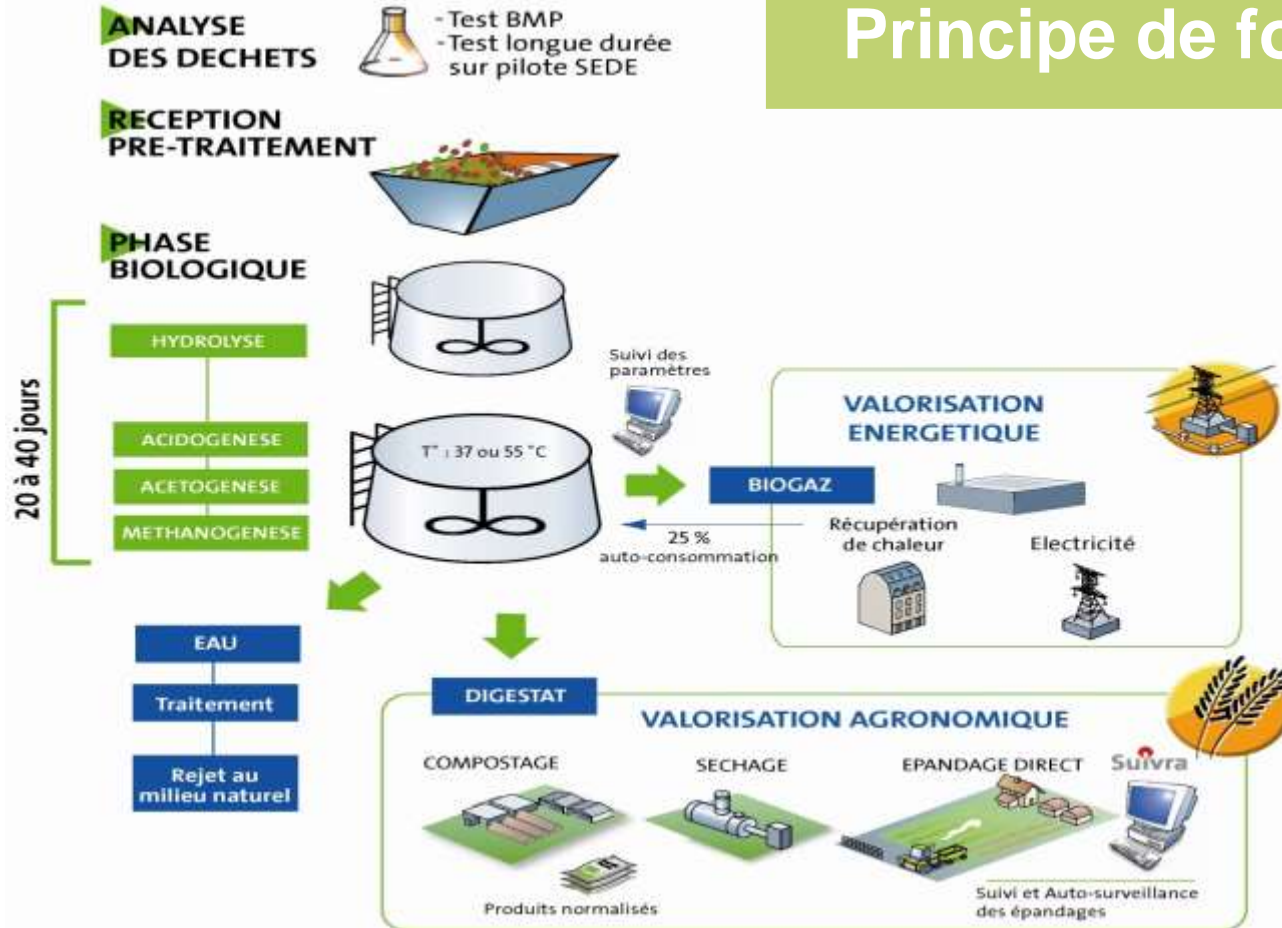 Principe de fo
ANALYSE
DES DECHETS
- Test BMP
-Test longue durée
sur pilote SEDE
RECEPTION
PRE-TRAITEMENT
PHASE
BIOLOGIQUE
20 à 40 jours
HYDROLYSE
ACIDOGENESE
ACETOGENESE
METHANOGENESE
T° : 37 ou 55 °C
Suivi des
paramètres
BIOGAZ
25 %
auto-consommation
VALORISATION
ENERGETIQUE
Récupération
de chaleur
Electricité
EAU
Traitement
Rejet au
milieu naturel
DIGESTAT
VALORISATION AGRONOMIQUE
COMPOSTAGE
SECHAGE
EPANDAGE DIRECT
Suivra
Produits normalisés
Suivi et Auto-surveillance
des épandages